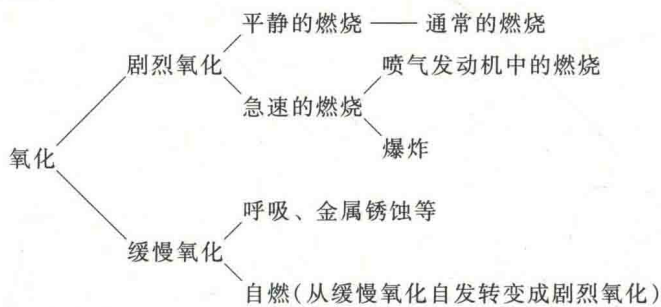 平静的燃烧 —— 通常的燃烧
剧烈氧化
喷气发动机中的燃烧
急速的燃烧
爆炸
氧化
呼吸、金属锈蚀等
缓慢氧化
自燃(从缓慢氧化自发转变成剧烈氧化)